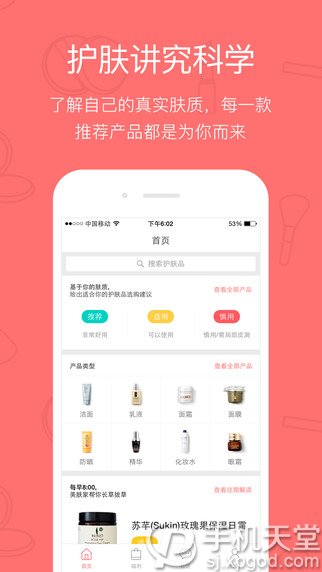 护肤讲究科学
了解自己的真实肤质，每一款
推荐产品都是为你而来
中国移动 下午6:02 53%
首页
搜索护肤品
基于你的肤质，
给出适合你的护肤品选购建议
查看全部产品
推荐 适用 慎用
非常好用 可以使用 慎用/需局部皮测
产品类型 查看全部产品
洁面 乳液 面霜 面膜
防晒 精华 化妆水 眼霜
每早8:00,
美肤家帮你长草拔草
查看往期解读
苏芊(Sukin)玫瑰果保湿日霜
首页 福利
手机天堂
sj.xpgod.com